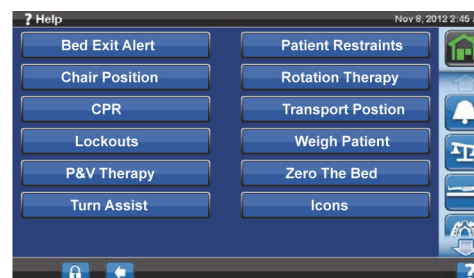 ? Help
Nov 8, 2012 2:45
Bed Exit Alert
Patient Restraints
Chair Position
Rotation Therapy
CPR
Transport Postion
Lockouts
Weigh Patient
P&V Therapy
Zero The Bed
Turn Assist
Icons
?